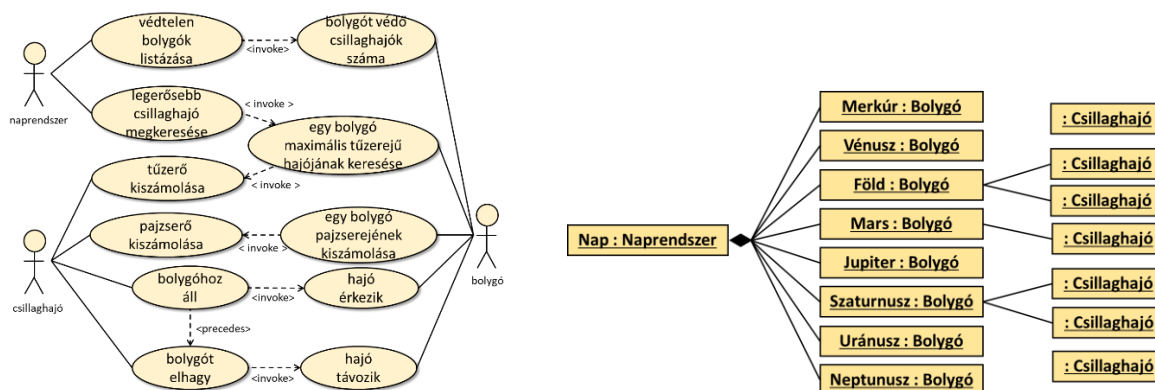 védtelen
bolygók
listázása
<invoke>
bolygót védő
csillaghajók
száma
naprendszer
legerősebb
csillaghajó
megkeresése
< invoke >
egy bolygó
maximális tűzerejű
hajójának keresése
tűzerő
kiszámolása
< invoke >
pajzserő
kiszámolása
<invoke>
egy bolygó
pajzserejének
kiszámolása
csillaghajó
bolygó
bolygóhoz
áll
<invoke>
hajó
érkezik
<precedes>
bolygót
elhagy
<invoke>
hajó
távozik
Nap : Naprendszer
Merkúr : Bolygó
Vénusz : Bolygó
Föld : Bolygó
Mars : Bolygó
Jupiter : Bolygó
Szaturnusz : Bolygó
Uránusz : Bolygó
Neptunusz : Bolygó
: Csillaghajó
: Csillaghajó
: Csillaghajó
: Csillaghajó
: Csillaghajó
: Csillaghajó
: Csillaghajó